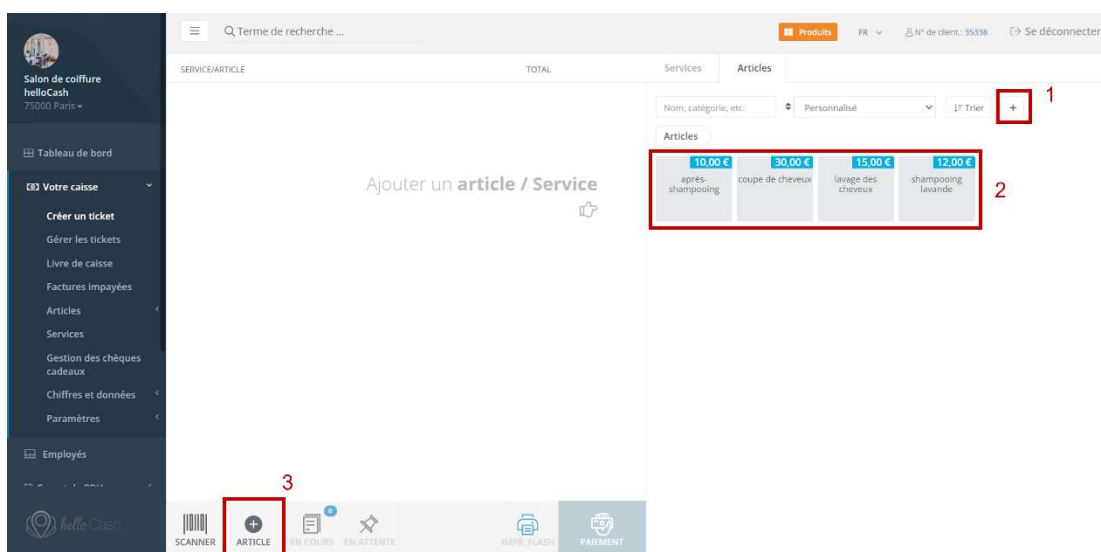 Terme de recherche ...
Produits
FR
N° de client.: 35338
Se déconnecter
Salon de coiffure
helloCash
75000 Paris
Tableau de bord
Votre caisse
Créer un ticket
Gérer les tickets
Livre de caisse
Factures impayées
Articles
Services
Gestion des chèques
cadeaux
Chiffres et données
Paramètres
Employés
hello Cash
SERVICE/ARTICLE
TOTAL
Ajouter un article / Service
Services
Articles
Nom, catégorie, etc.
Personnalisé
Trier
+
1
Articles
10,00 €
après-
shampooing
30,00 €
coupe de cheveux
15,00 €
lavage des
cheveux
12,00 €
shampooing
lavande
2
3
SCANNER
ARTICLE
0
EN COURS
EN ATTENTE
IMPR. FLASH
PAIEMENT